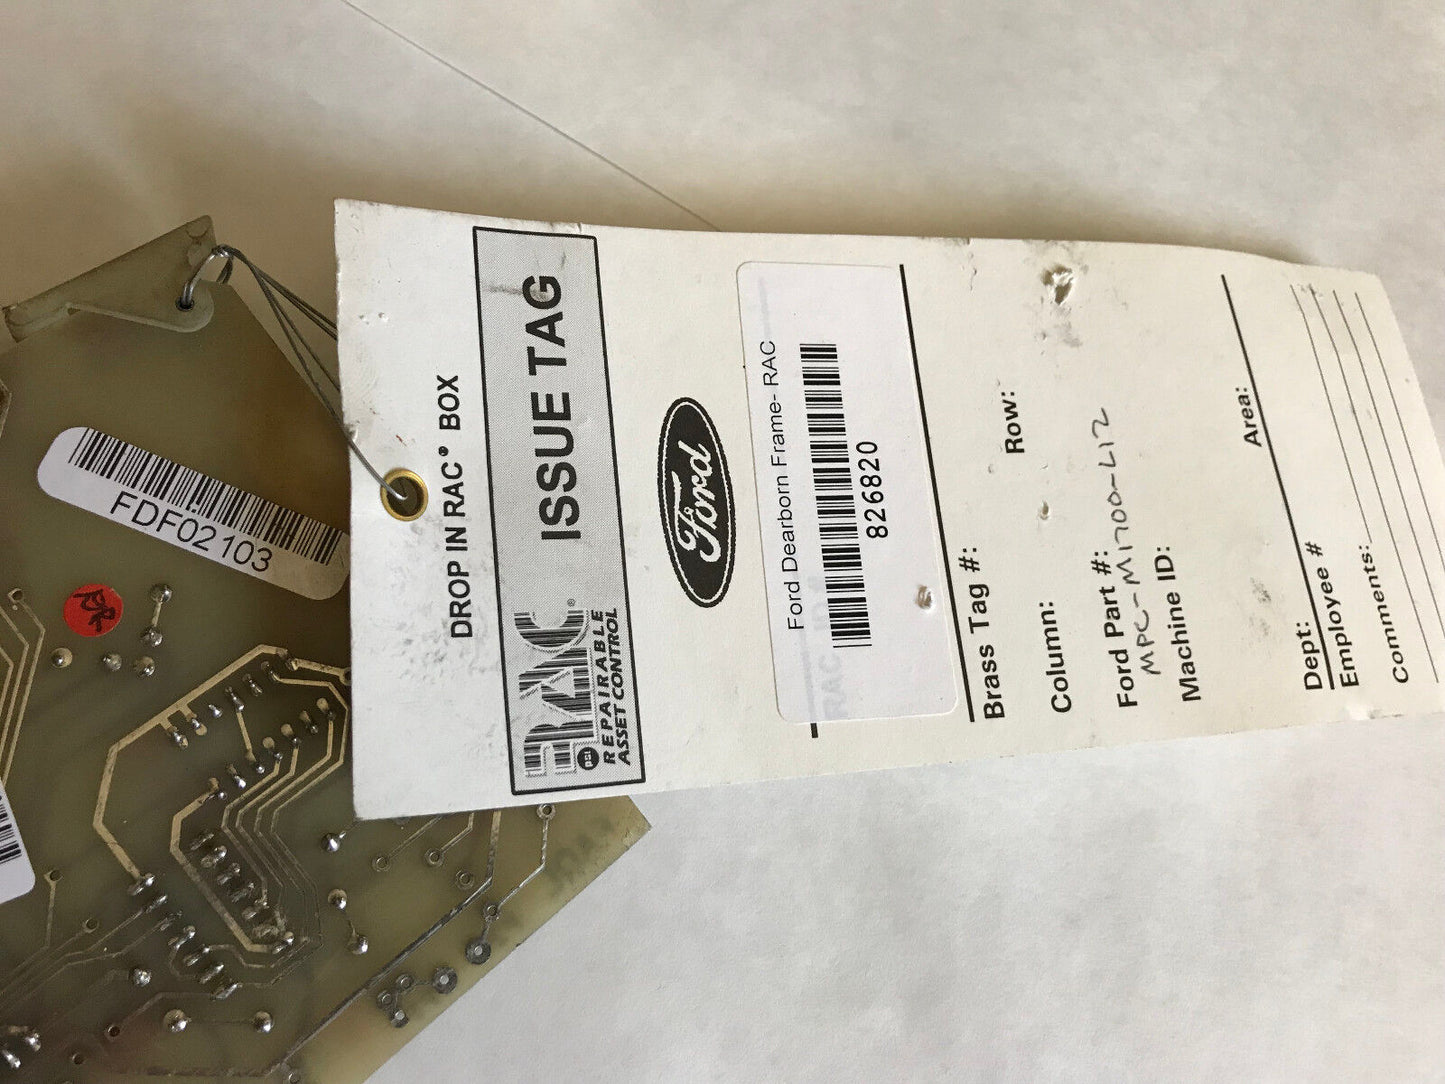 DROP IN RAC® BOX
RAC®
PSI
REPAIRABLE
ASSET CONTROL
ISSUE TAG
Ford
Ford Dearborn Frame- RAC
826820
Brass Tag #:
Column: Row:
Ford Part #:
MPC-M1700-L12
Machine ID:
Dept: Area:
Employee #
Comments:
FDF02103